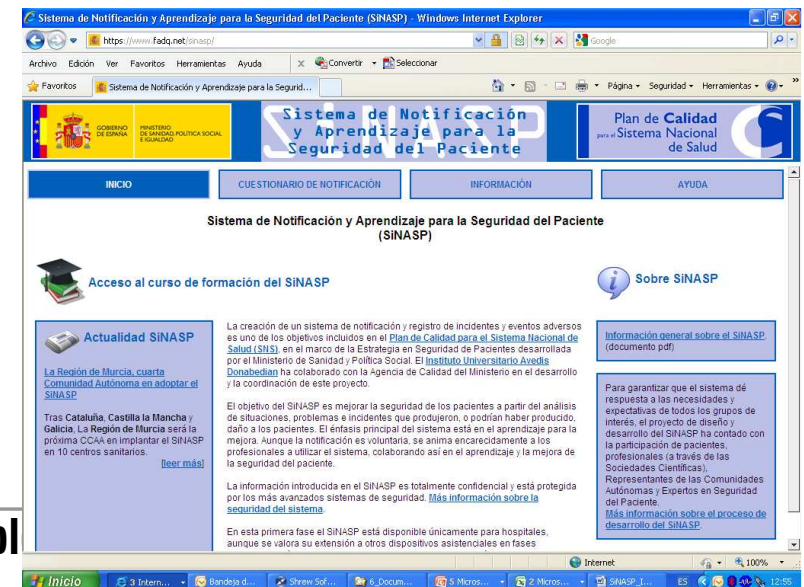 Sistema de Notificación y Aprendizaje para la Seguridad del Paciente (SiNASP) - Windows Internet Explorer
https://www.fadq.net/sinasp/
Google
Archivo Edición Ver Favoritos Herramientas Ayuda
Convertir
Seleccionar
Favoritos
Sistema de Notificación y Aprendizaje para la Segurid...
Página
Seguridad
Herramientas
GOBIERNO
DE ESPAÑA
MINISTERIO
DE SANIDAD, POLÍTICA SOCIAL
E IGUALDAD
SiNASP
Sistema de Notificación
y Aprendizaje para la
Seguridad del Paciente
Plan de Calidad
para el Sistema Nacional
de Salud
INICIO
CUESTIONARIO DE NOTIFICACIÓN
INFORMACIÓN
AYUDA
Sistema de Notificación y Aprendizaje para la Seguridad del Paciente
(SiNASP)
Acceso al curso de formación del SiNASP
Sobre SiNASP
Actualidad SiNASP
La Región de Murcia, cuarta
Comunidad Autónoma en adoptar el
SiNASP
Tras Cataluña, Castilla la Mancha y
Galicia, La Región de Murcia será la
próxima CCAA en implantar el SiNASP
en 10 centros sanitarios.
[leer más]
La creación de un sistema de notificación y registro de incidentes y eventos adversos
es uno de los objetivos incluidos en el Plan de Calidad para el Sistema Nacional de
Salud (SNS), en el marco de la Estrategia en Seguridad de Pacientes desarrollada
por el Ministerio de Sanidad y Política Social. El Instituto Universitario Avedis
Donabedian ha colaborado con la Agencia de Calidad del Ministerio en el desarrollo
y la coordinación de este proyecto.
El objetivo del SiNASP es mejorar la seguridad de los pacientes a partir del análisis
de situaciones, problemas e incidentes que produjeron, o podrían haber producido,
daño a los pacientes. El énfasis principal del sistema está en el aprendizaje para la
mejora. Aunque la notificación es voluntaria, se anima encarecidamente a los
profesionales a utilizar el sistema, colaborando así en el aprendizaje y la mejora de
la seguridad del paciente.
La información introducida en el SiNASP es totalmente confidencial y está protegida
por los más avanzados sistemas de seguridad. Más información sobre la
seguridad del sistema.
En esta primera fase el SiNASP está disponible únicamente para hospitales,
aunque se valora su extensión a otros dispositivos asistenciales en fases
Información general sobre el SiNASP.
(documento pdf)
Para garantizar que el sistema dé
respuesta a las necesidades y
expectativas de todos los grupos de
interés, el proyecto de diseño y
desarrollo del SiNASP ha contado con
la participación de pacientes,
profesionales (a través de las
Sociedades Científicas),
Representantes de las Comunidades
Autónomas y Expertos en Seguridad
del Paciente.
Más información sobre el proceso de
desarrollo del SiNASP.
Internet
100%
Inicio
3 Intern...
Bandeja d...
Shrew Sof...
6_Docum...
5 Micros...
2 Micros...
SiNASP_I...
ES
12:55